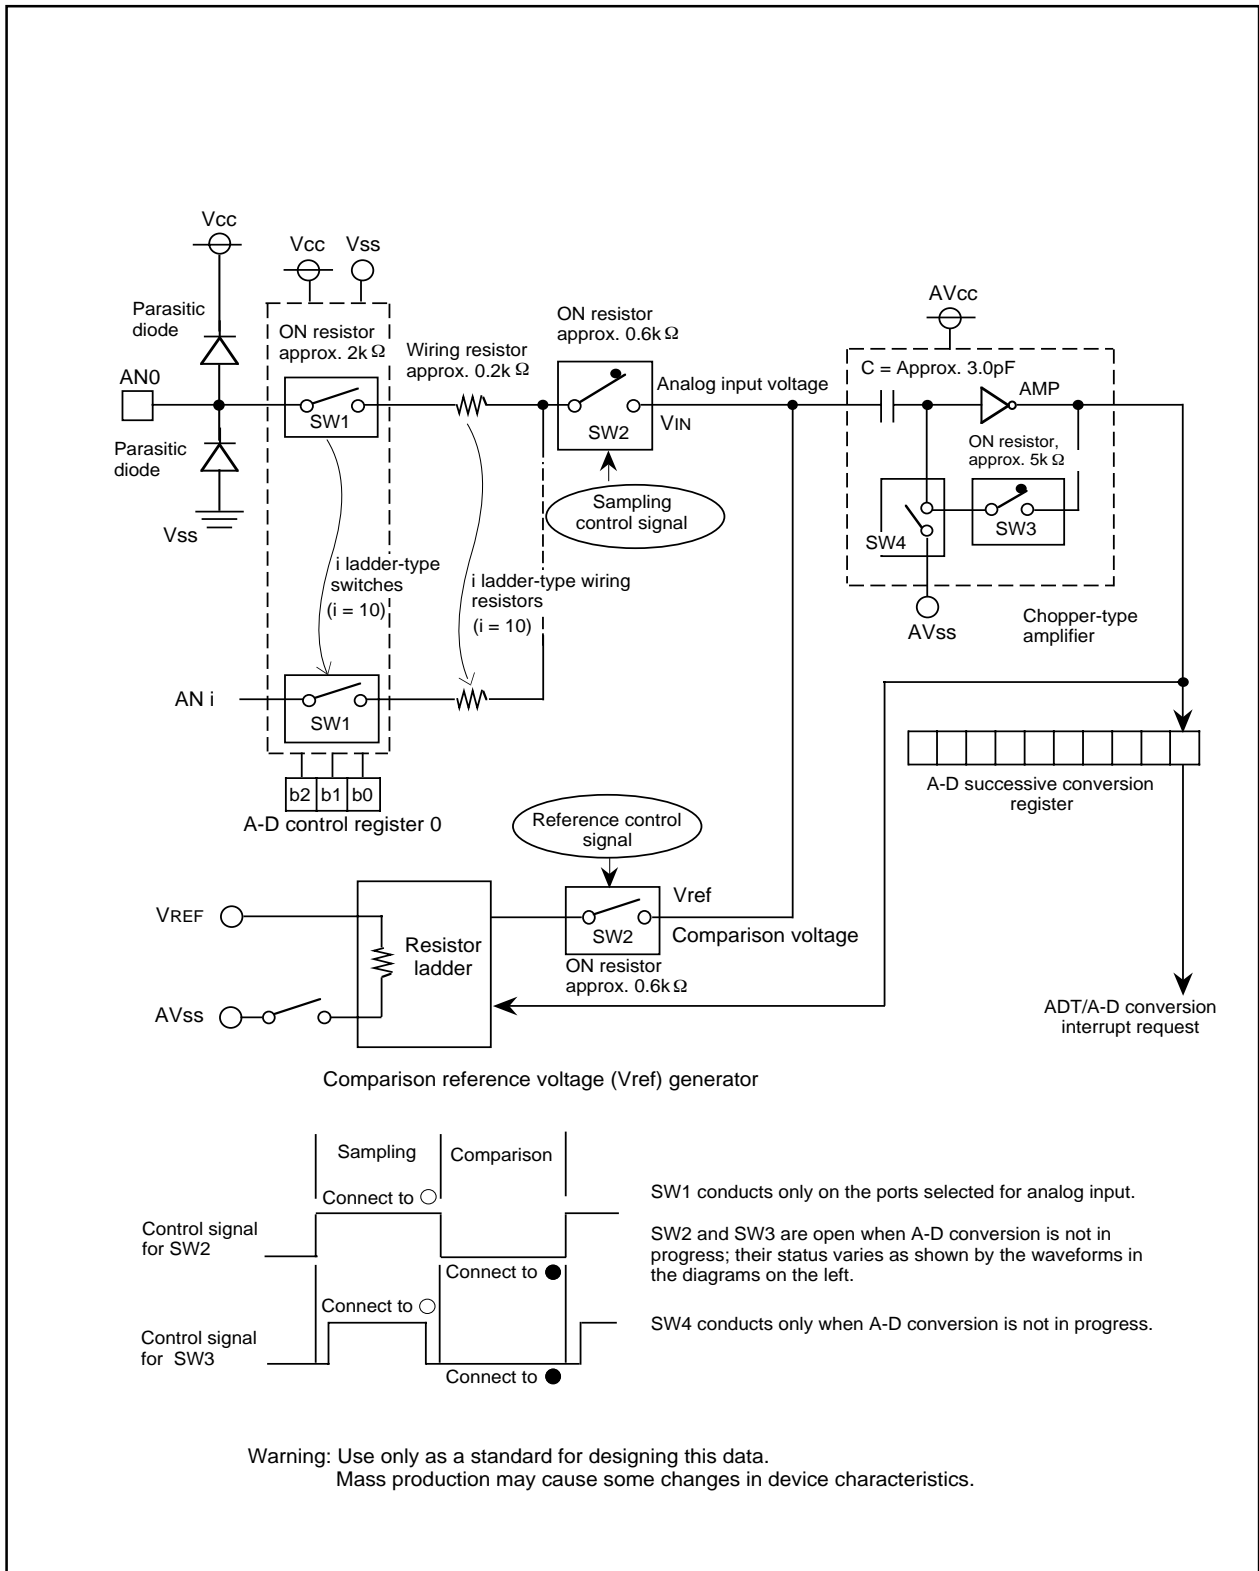 Vcc
Vcc
Vss
AVcc
Parasitic
diode
ON resistor
approx. 2k Ω
Wiring resistor
approx. 0.2k Ω
ON resistor
approx. 0.6k Ω
C = Approx. 3.0pF
AMP
AN0
SW1
SW2
Analog input voltage
VIN
Parasitic
diode
ON resistor,
approx. 5k Ω
Sampling
control signal
SW4
SW3
Vss
i ladder-type
switches
(i = 10)
i ladder-type wiring
resistors
(i = 10)
AVss
Chopper-type
amplifier
AN i
SW1
b2 b1 b0
A-D control register 0
A-D successive conversion
register
Reference control
signal
VREF
Resistor
ladder
SW2
Vref
Comparison voltage
ON resistor
approx. 0.6k Ω
AVss
ADT/A-D conversion
interrupt request
Comparison reference voltage (Vref) generator
Sampling
Comparison
Connect to ○
Control signal
for SW2
Connect to ●
Connect to ○
Control signal
for SW3
Connect to ●
SW1 conducts only on the ports selected for analog input.
SW2 and SW3 are open when A-D conversion is not in
progress; their status varies as shown by the waveforms in
the diagrams on the left.
SW4 conducts only when A-D conversion is not in progress.
Warning: Use only as a standard for designing this data.
Mass production may cause some changes in device characteristics.